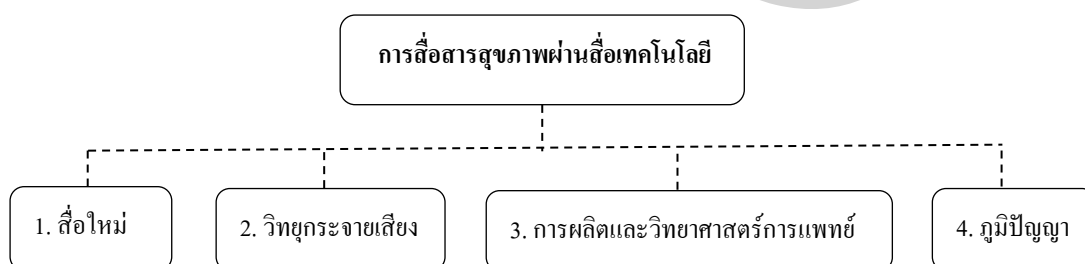 การสื่อสารสุขภาพผ่านสื่อเทคโนโลยี
1. สื่อใหม่
2. วิทยุกระจายเสียง
3. การผลิตและวิทยาศาสตร์การแพทย์
4. ภูมิปัญญา